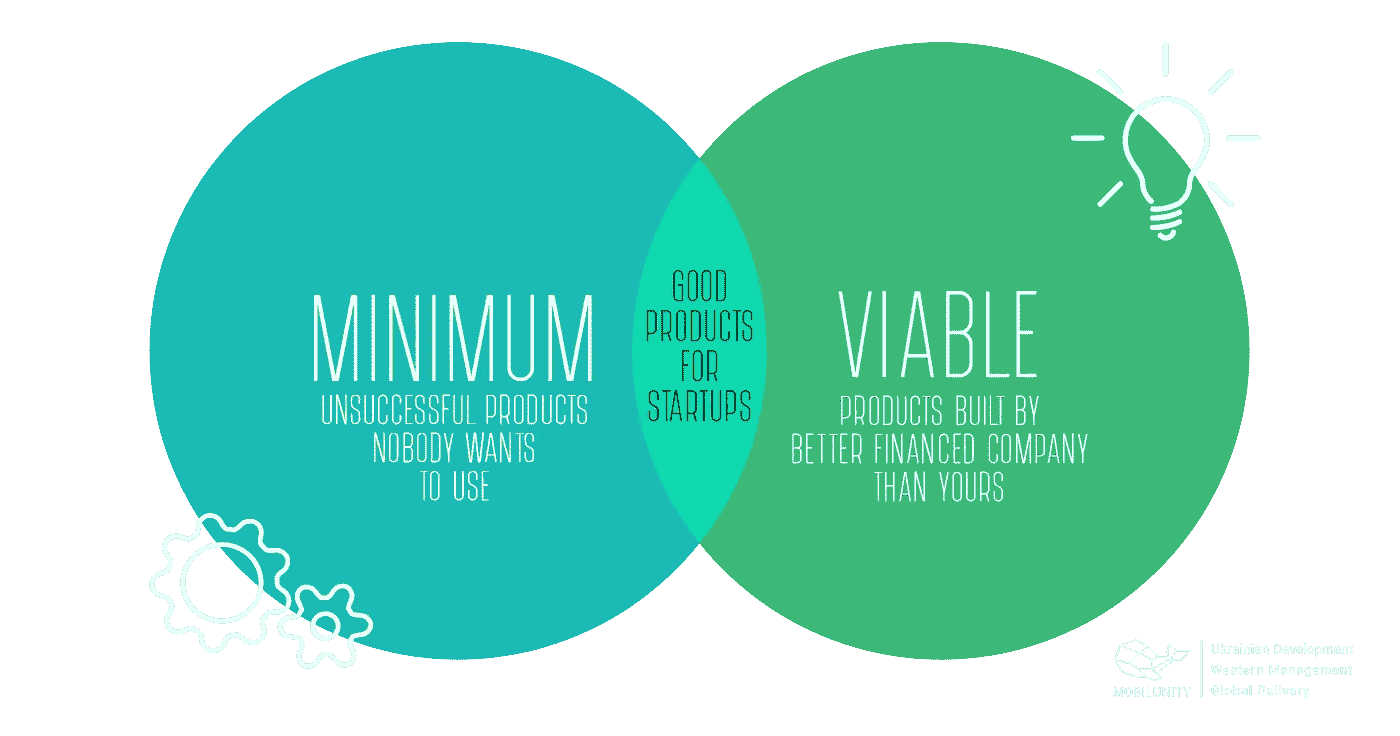 MINIMUM
UNSUCCESSFUL PRODUCTS
NOBODY WANTS
TO USE
GOOD
PRODUCTS
FOR
STARTUPS
VIABLE
PRODUCTS BUILT BY
BETTER FINANCED COMPANY
THAN YOURS
MOBILUNITY
Ukrainian Development
Western Management
Global Delivery